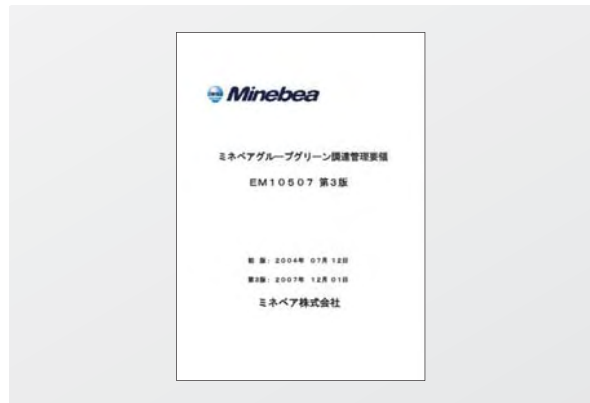 Minebea
ミネベアグループグリーン調達管理要領
EM10507 第3版
初 版: 2004年 07月 12日
第3版: 2007年 12月 01日
ミネベア株式会社